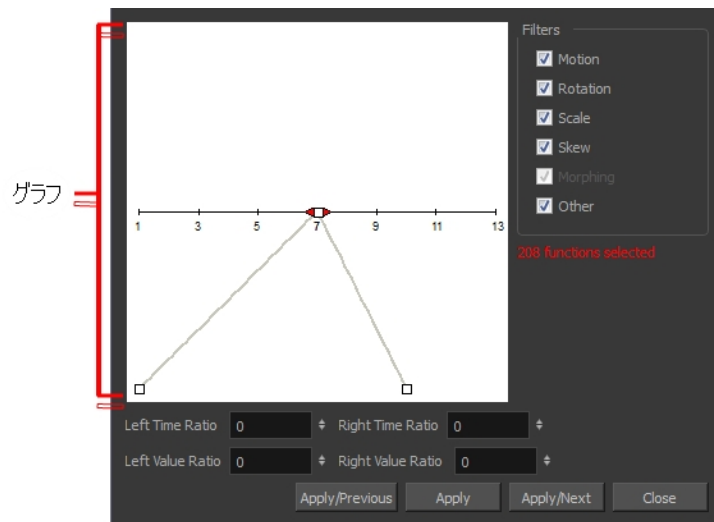 グラフ
1 3 5 7 9 11 13
Filters
Motion
Rotation
Scale
Skew
Morphing
Other
208 functions selected
Left Time Ratio 0 Right Time Ratio 0
Left Value Ratio 0 Right Value Ratio 0
Apply/Previous Apply Apply/Next Close